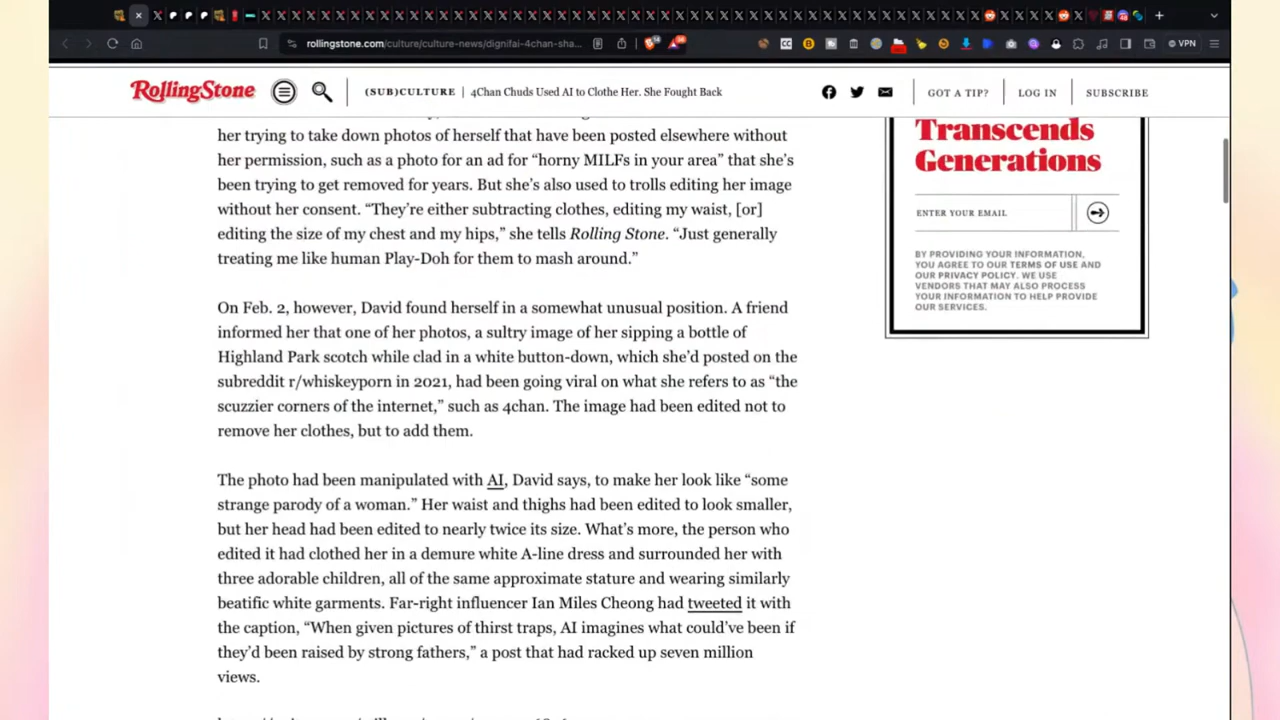 rollingstone.com/culture/culture-news/dignifai-4chan-sha...
VPN
RollingStone
(SUB)CULTURE | 4Chan Chuds Used AI to Clothe Her. She Fought Back
GOT A TIP?
LOG IN
SUBSCRIBE
her trying to take down photos of herself that have been posted elsewhere without
her permission, such as a photo for an ad for “horny MILFs in your area” that she’s
been trying to get removed for years. But she’s also used to trolls editing her image
without her consent. “They’re either subtracting clothes, editing my waist, [or]
editing the size of my chest and my hips,” she tells Rolling Stone. “Just generally
treating me like human Play-Doh for them to mash around.”
On Feb. 2, however, David found herself in a somewhat unusual position. A friend
informed her that one of her photos, a sultry image of her sipping a bottle of
Highland Park scotch while clad in a white button-down, which she’d posted on the
subreddit r/whiskeyporn in 2021, had been going viral on what she refers to as “the
scuzzier corners of the internet,” such as 4chan. The image had been edited not to
remove her clothes, but to add them.
The photo had been manipulated with AI, David says, to make her look like “some
strange parody of a woman.” Her waist and thighs had been edited to look smaller,
but her head had been edited to nearly twice its size. What’s more, the person who
edited it had clothed her in a demure white A-line dress and surrounded her with
three adorable children, all of the same approximate stature and wearing similarly
beatific white garments. Far-right influencer Ian Miles Cheong had tweeted it with
the caption, “When given pictures of thirst traps, AI imagines what could’ve been if
they’d been raised by strong fathers,” a post that had racked up seven million
views.
Transcends
Generations
ENTER YOUR EMAIL
BY PROVIDING YOUR INFORMATION,
YOU AGREE TO OUR TERMS OF USE AND
OUR PRIVACY POLICY. WE USE
VENDORS THAT MAY ALSO PROCESS
YOUR INFORMATION TO HELP PROVIDE
OUR SERVICES.